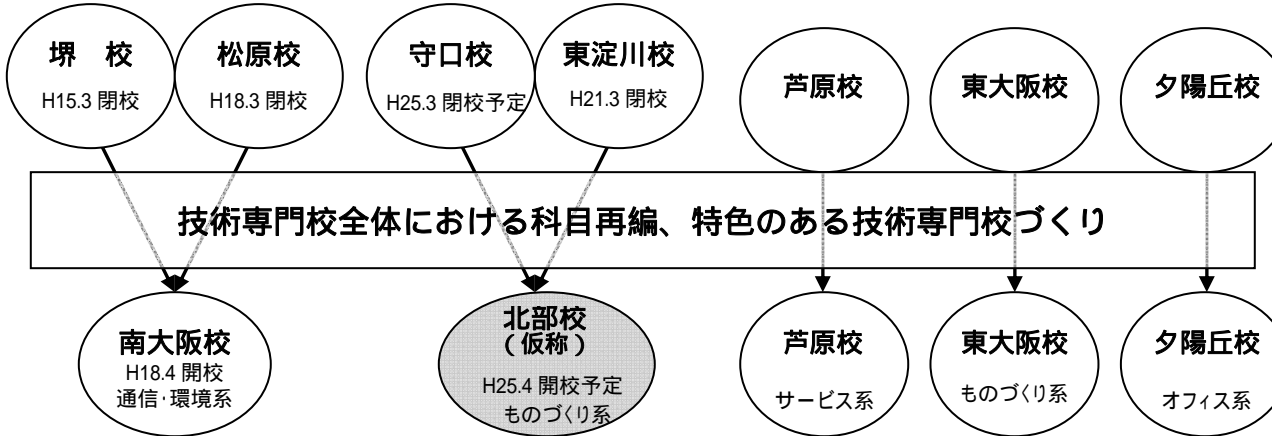 堺　校
H15.3 閉校
松原校
H18.3 閉校
守口校
H25.3 閉校予定
東淀川校
H21.3 閉校
芦原校
東大阪校
夕陽丘校
技術専門校全体における科目再編、特色のある技術専門校づくり
南大阪校
H18.4 開校
通信・環境系
北部校
（仮称）
H25.4 開校予定
ものづくり系
芦原校
サービス系
東大阪校
ものづくり系
夕陽丘校
オフィス系